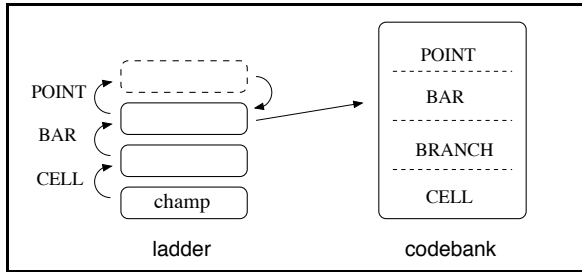 POINT
BAR
CELL
champ
ladder
POINT
BAR
BRANCH
CELL
codebank